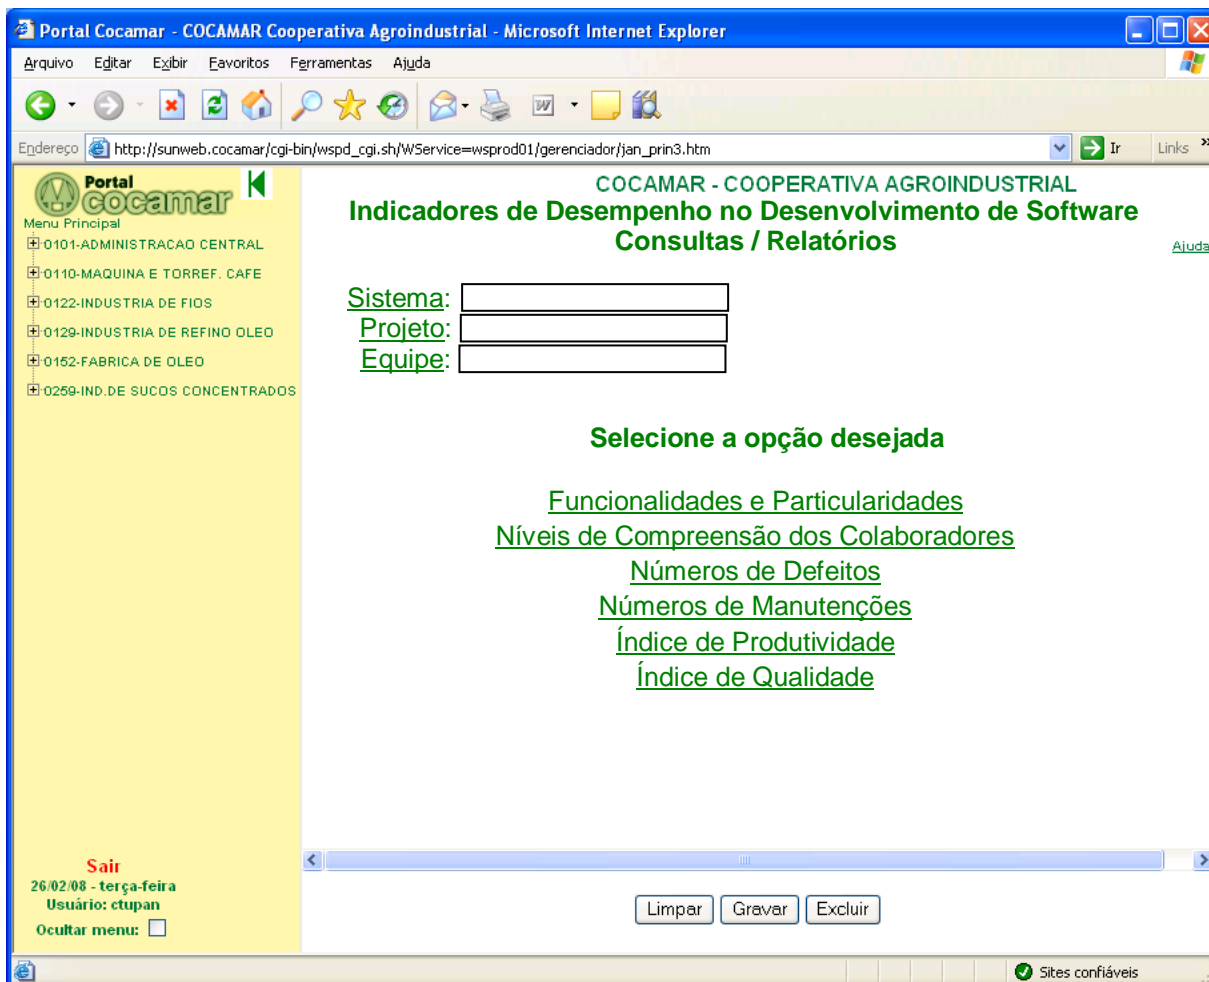 Portal Cocamar - COCAMAR Cooperativa Agroindustrial - Microsoft Internet Explorer
Arquivo Editar Exibir Favoritos Ferramentas Ajuda
Endereço http://sunweb.cocamar/cgi-bin/wspd_cgi.sh/WService=wsprod01/gerenciador/jan_prin3.htm Ir Links »
Portal
cocamar
Menu Principal
0101-ADMINISTRACAO CENTRAL
0110-MAQUINA E TORREF. CAFE
0122-INDUSTRIA DE FIOS
0129-INDUSTRIA DE REFINO OLEO
0152-FABRICA DE OLEO
0259-IND.DE SUCOS CONCENTRADOS
Sair
26/02/08 - terça-feira
Usuário: ctupan
Ocultar menu:
COCAMAR - COOPERATIVA AGROINDUSTRIAL
Indicadores de Desempenho no Desenvolvimento de Software
Consultas / Relatórios
Ajuda
Sistema:
Projeto:
Equipe:
Selecione a opção desejada
Funcionalidades e Particularidades
Níveis de Compreensão dos Colaboradores
Números de Defeitos
Números de Manutenções
Índice de Produtividade
Índice de Qualidade
Limpar Gravar Excluir
Sites confiáveis